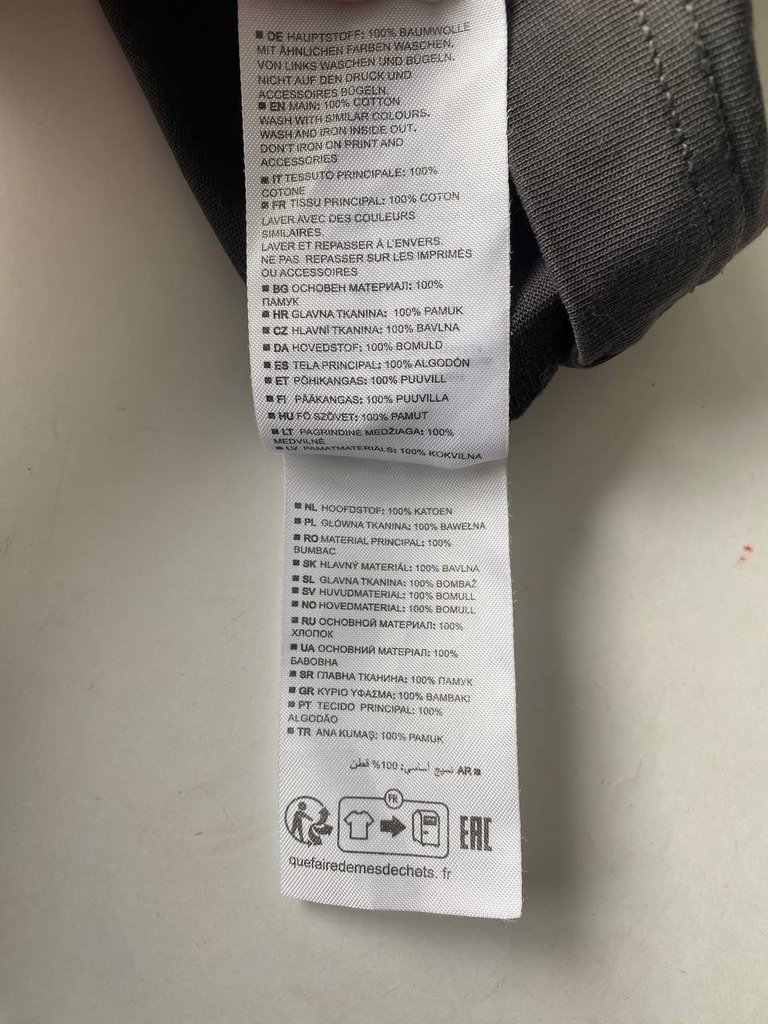 ■ DE HAUPTSTOFF: 100% BAUMWOLLE
MIT ÄHNLICHEN FARBEN WASCHEN.
VON LINKS WASCHEN UND BÜGELN.
NICHT AUF DEN DRUCK UND
ACCESSOIRES BÜGELN.
■ EN MAIN: 100% COTTON
WASH WITH SIMILAR COLOURS.
WASH AND IRON INSIDE OUT.
DON'T IRON ON PRINT AND
ACCESSORIES
■ IT TESSUTO PRINCIPALE: 100%
COTONE
■ FR TISSU PRINCIPAL: 100% COTON
LAVER AVEC DES COULEURS
SIMILAIRES.
LAVER ET REPASSER À L'ENVERS.
NE PAS REPASSER SUR LES IMPRIMÉS
OU ACCESSOIRES
■ BG ОСНОВЕН МАТЕРИАЛ: 100%
ПАМУК
■ HR GLAVNA TKANINA: 100% PAMUK
■ CZ HLAVNÍ TKANINA: 100% BAVLNA
■ DA HOVEDSTOF: 100% BOMULD
■ ES TELA PRINCIPAL: 100% ALGODÓN
■ ET PÕHIKANGAS: 100% PUUVILL
■ FI PÄÄKANGAS: 100% PUUVILLA
■ HU FŐ SZÖVET: 100% PAMUT
■ LT PAGRINDINĖ MEDŽIAGA: 100%
MEDVILNĖ
■ LV PAMATMATERIĀLS: 100% KOKVILNA
■ NL HOOFDSTOF: 100% KATOEN
■ PL GŁÓWNA TKANINA: 100% BAWEŁNA
■ RO MATERIAL PRINCIPAL: 100%
BUMBAC
■ SK HLAVNÝ MATERIÁL: 100% BAVLNA
■ SL GLAVNA TKANINA: 100% BOMBAŽ
■ SV HUVUDMATERIAL: 100% BOMULL
■ NO HOVEDMATERIAL: 100% BOMULL
■ RU ОСНОВНОЙ МАТЕРИАЛ: 100%
ХЛОПОК
■ UA ОСНОВНИЙ МАТЕРІАЛ: 100%
БАВОВНА
■ SR ГЛАВНА ТКАНИНА: 100% ПАМУК
■ GR ΚΥΡΙΟ ΥΦΑΣΜΑ: 100% ΒΑΜΒΑΚΙ
■ PT TECIDO PRINCIPAL: 100%
ALGODÃO
■ TR ANA KUMAŞ: 100% PAMUK
■ AR نسيج أساسي: 100% قطن
FR
EAC
quefairedemesdechets. fr